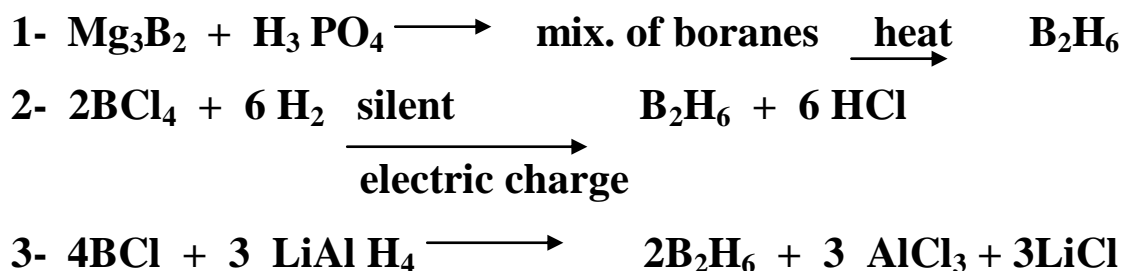 1- Mg₃B₂ + H₃ PO₄ ⟶ mix. of boranes heat ⟶ B₂H₆
2- 2BCl₄ + 6 H₂ silent ⟶ B₂H₆ + 6 HCl
electric charge
3- 4BCl + 3 LiAl H₄ ⟶ 2B₂H₆ + 3 AlCl₃ + 3LiCl